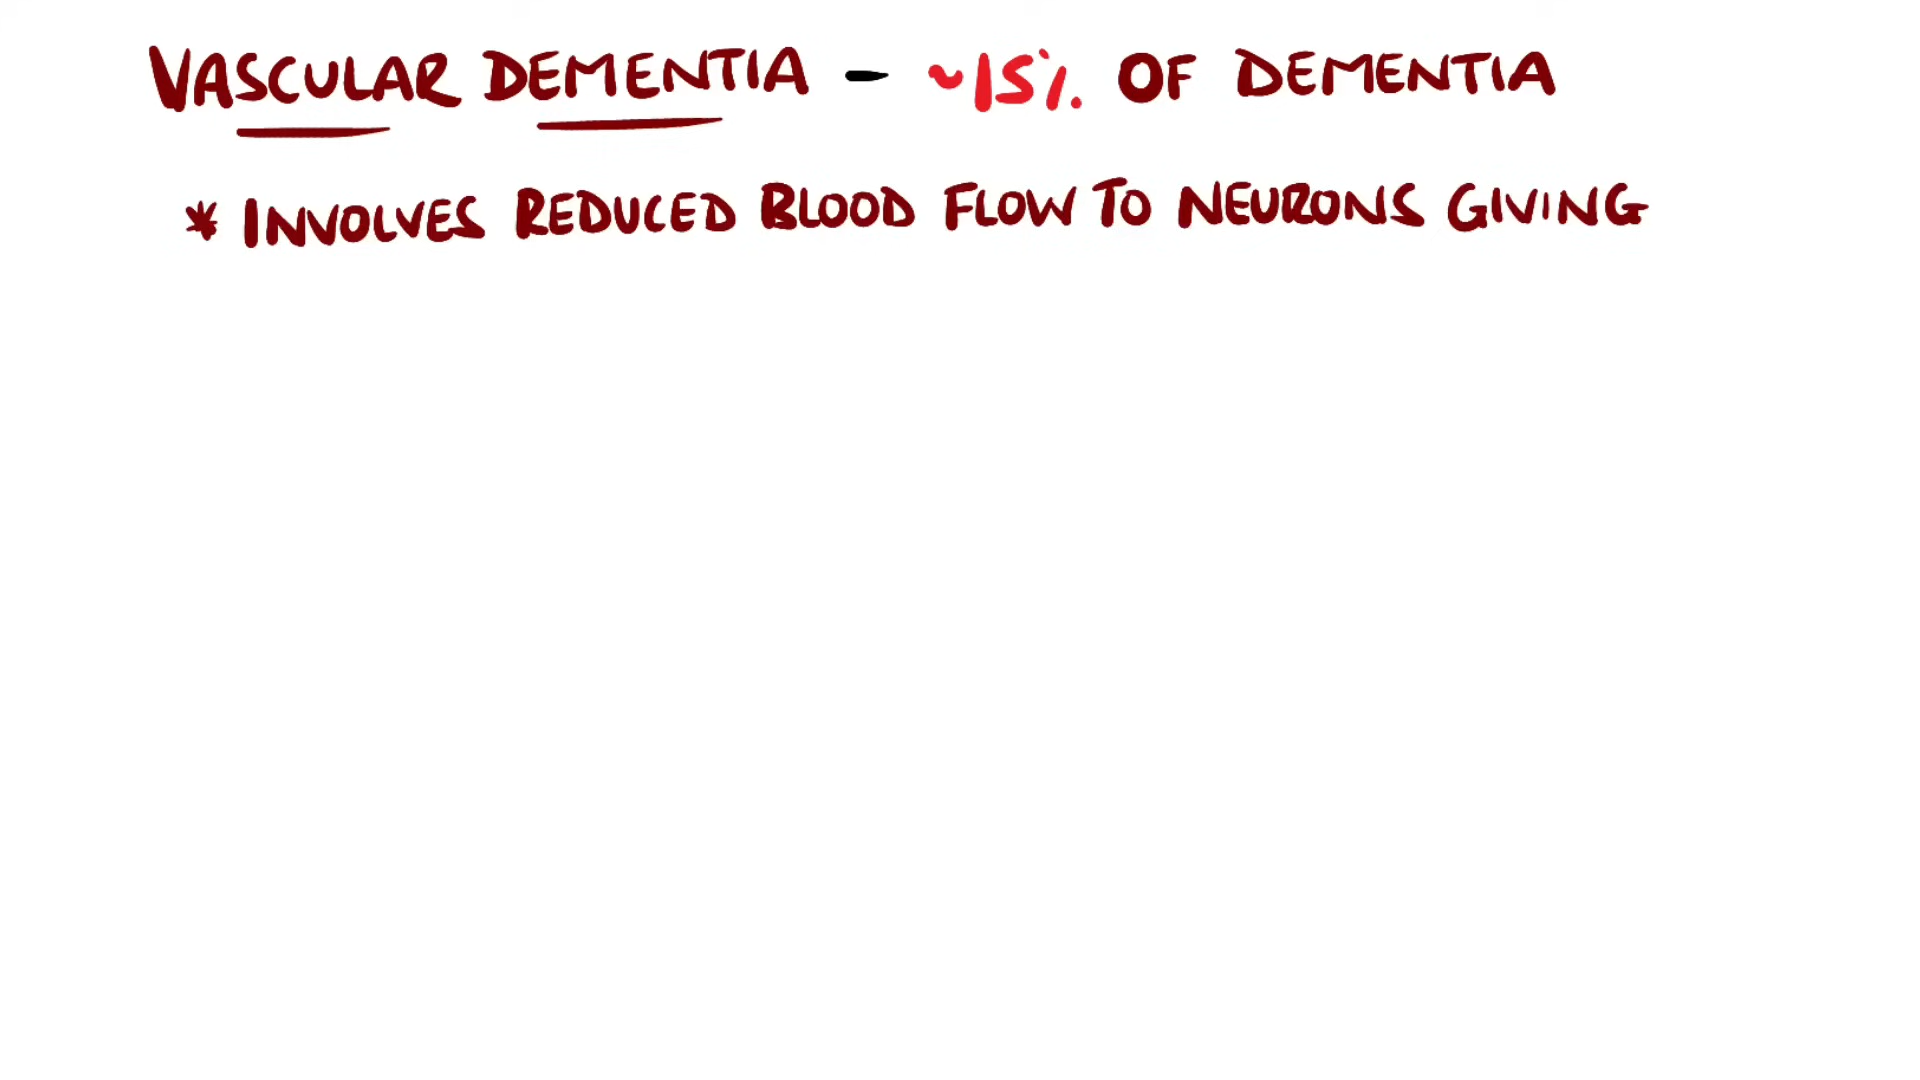 VASCULAR DEMENTIA - ~15% OF DEMENTIA
* INVOLVES REDUCED BLOOD FLOW TO NEURONS GIVING